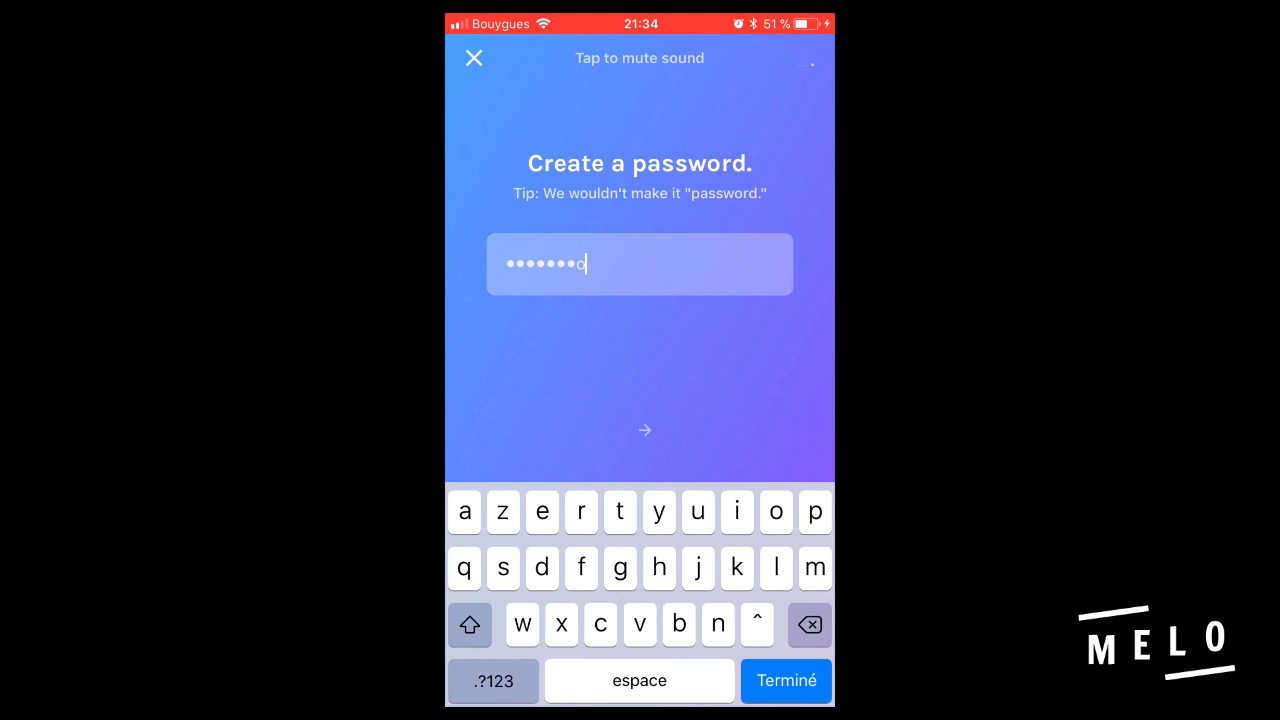 Bouygues 21:34 51 %
Tap to mute sound
Create a password.
Tip: We wouldn't make it "password."
•••••••o
a z e r t y u i o p
q s d f g h j k l m
w x c v b n ^
.?123 espace Terminé
MELO